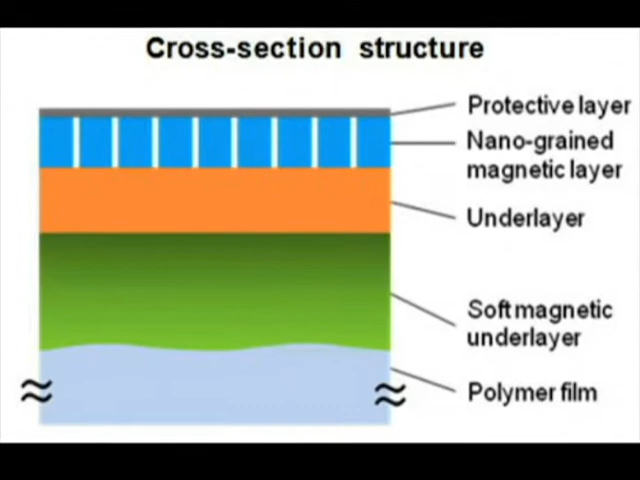 Cross-section structure
Protective layer
Nano-grained
magnetic layer
Underlayer
Soft magnetic
underlayer
Polymer film